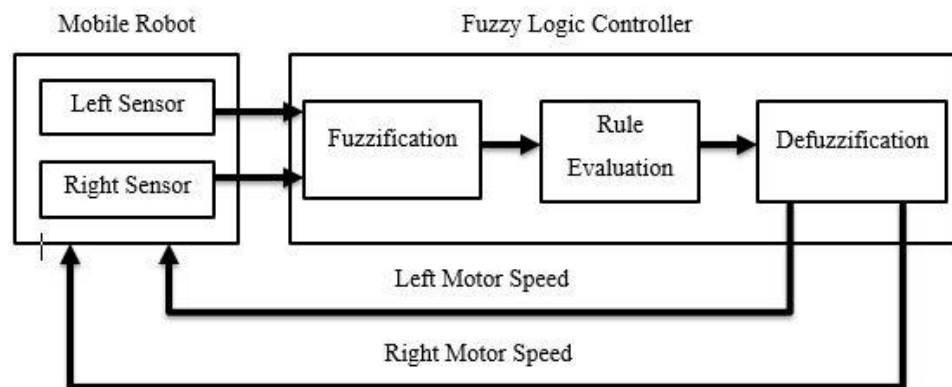 Mobile Robot
Fuzzy Logic Controller
Left Sensor
Right Sensor
Fuzzification
Rule
Evaluation
Defuzzification
Left Motor Speed
Right Motor Speed